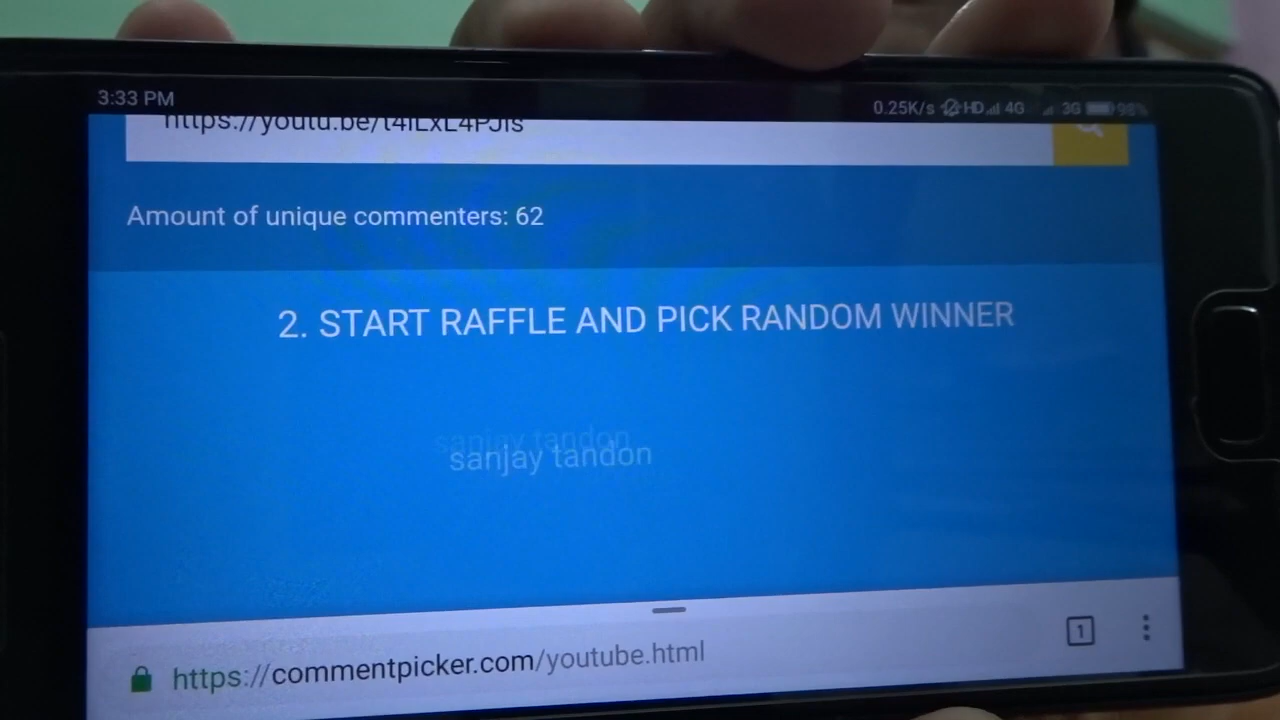 3:33 PM
0.25K/s HD 4G 3G 98%
Amount of unique commenters: 62
2. START RAFFLE AND PICK RANDOM WINNER
sanjay tandon
sanjay tandon
https://commentpicker.com/youtube.html
1